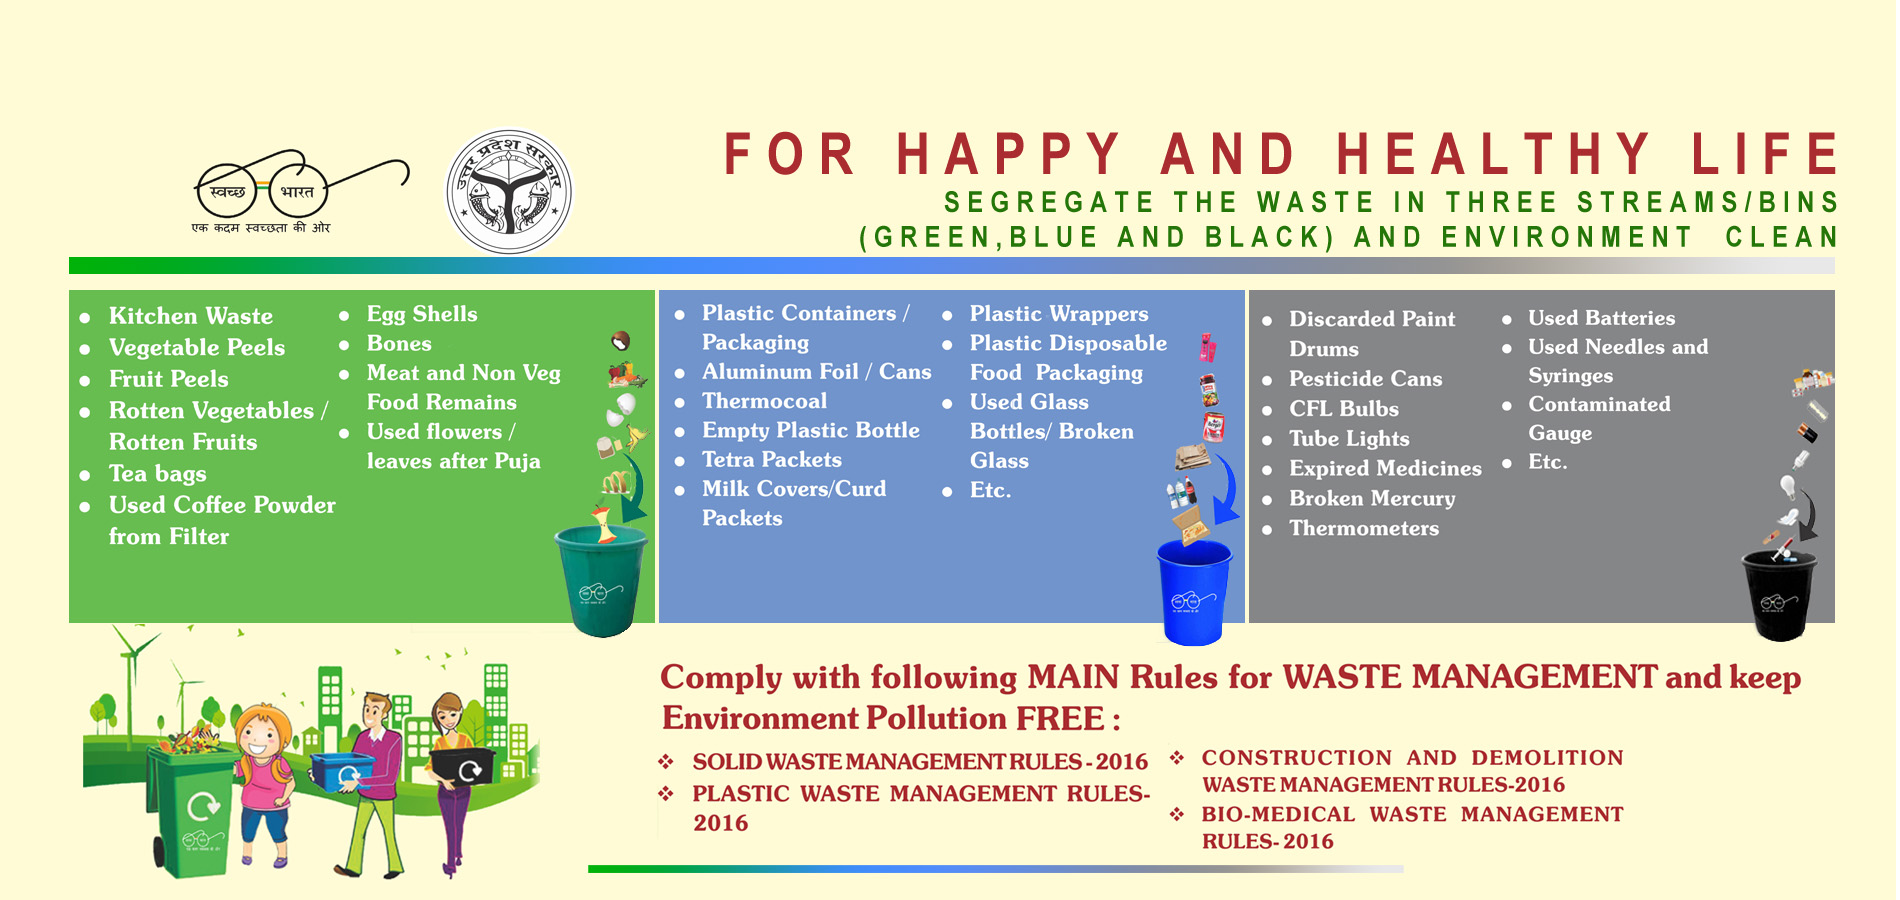 स्वच्छ भारत
एक कदम स्वच्छता की ओर
उत्तर प्रदेश सरकार
FOR HAPPY AND HEALTHY LIFE
SEGREGATE THE WASTE IN THREE STREAMS/BINS
(GREEN,BLUE AND BLACK) AND ENVIRONMENT CLEAN
Kitchen Waste
Vegetable Peels
Fruit Peels
Rotten Vegetables /
Rotten Fruits
Tea bags
Used Coffee Powder
from Filter
Egg Shells
Bones
Meat and Non Veg
Food Remains
Used flowers /
leaves after Puja
Plastic Containers /
Packaging
Aluminum Foil / Cans
Thermocoal
Empty Plastic Bottle
Tetra Packets
Milk Covers/Curd
Packets
Plastic Wrappers
Plastic Disposable
Food Packaging
Used Glass
Bottles/ Broken
Glass
Etc.
Discarded Paint
Drums
Pesticide Cans
CFL Bulbs
Tube Lights
Expired Medicines
Broken Mercury
Thermometers
Used Batteries
Used Needles and
Syringes
Contaminated
Gauge
Etc.
Comply with following MAIN Rules for WASTE MANAGEMENT and keep
Environment Pollution FREE :
SOLID WASTE MANAGEMENT RULES - 2016
PLASTIC WASTE MANAGEMENT RULES-
2016
CONSTRUCTION AND DEMOLITION
WASTE MANAGEMENT RULES-2016
BIO-MEDICAL WASTE MANAGEMENT
RULES- 2016